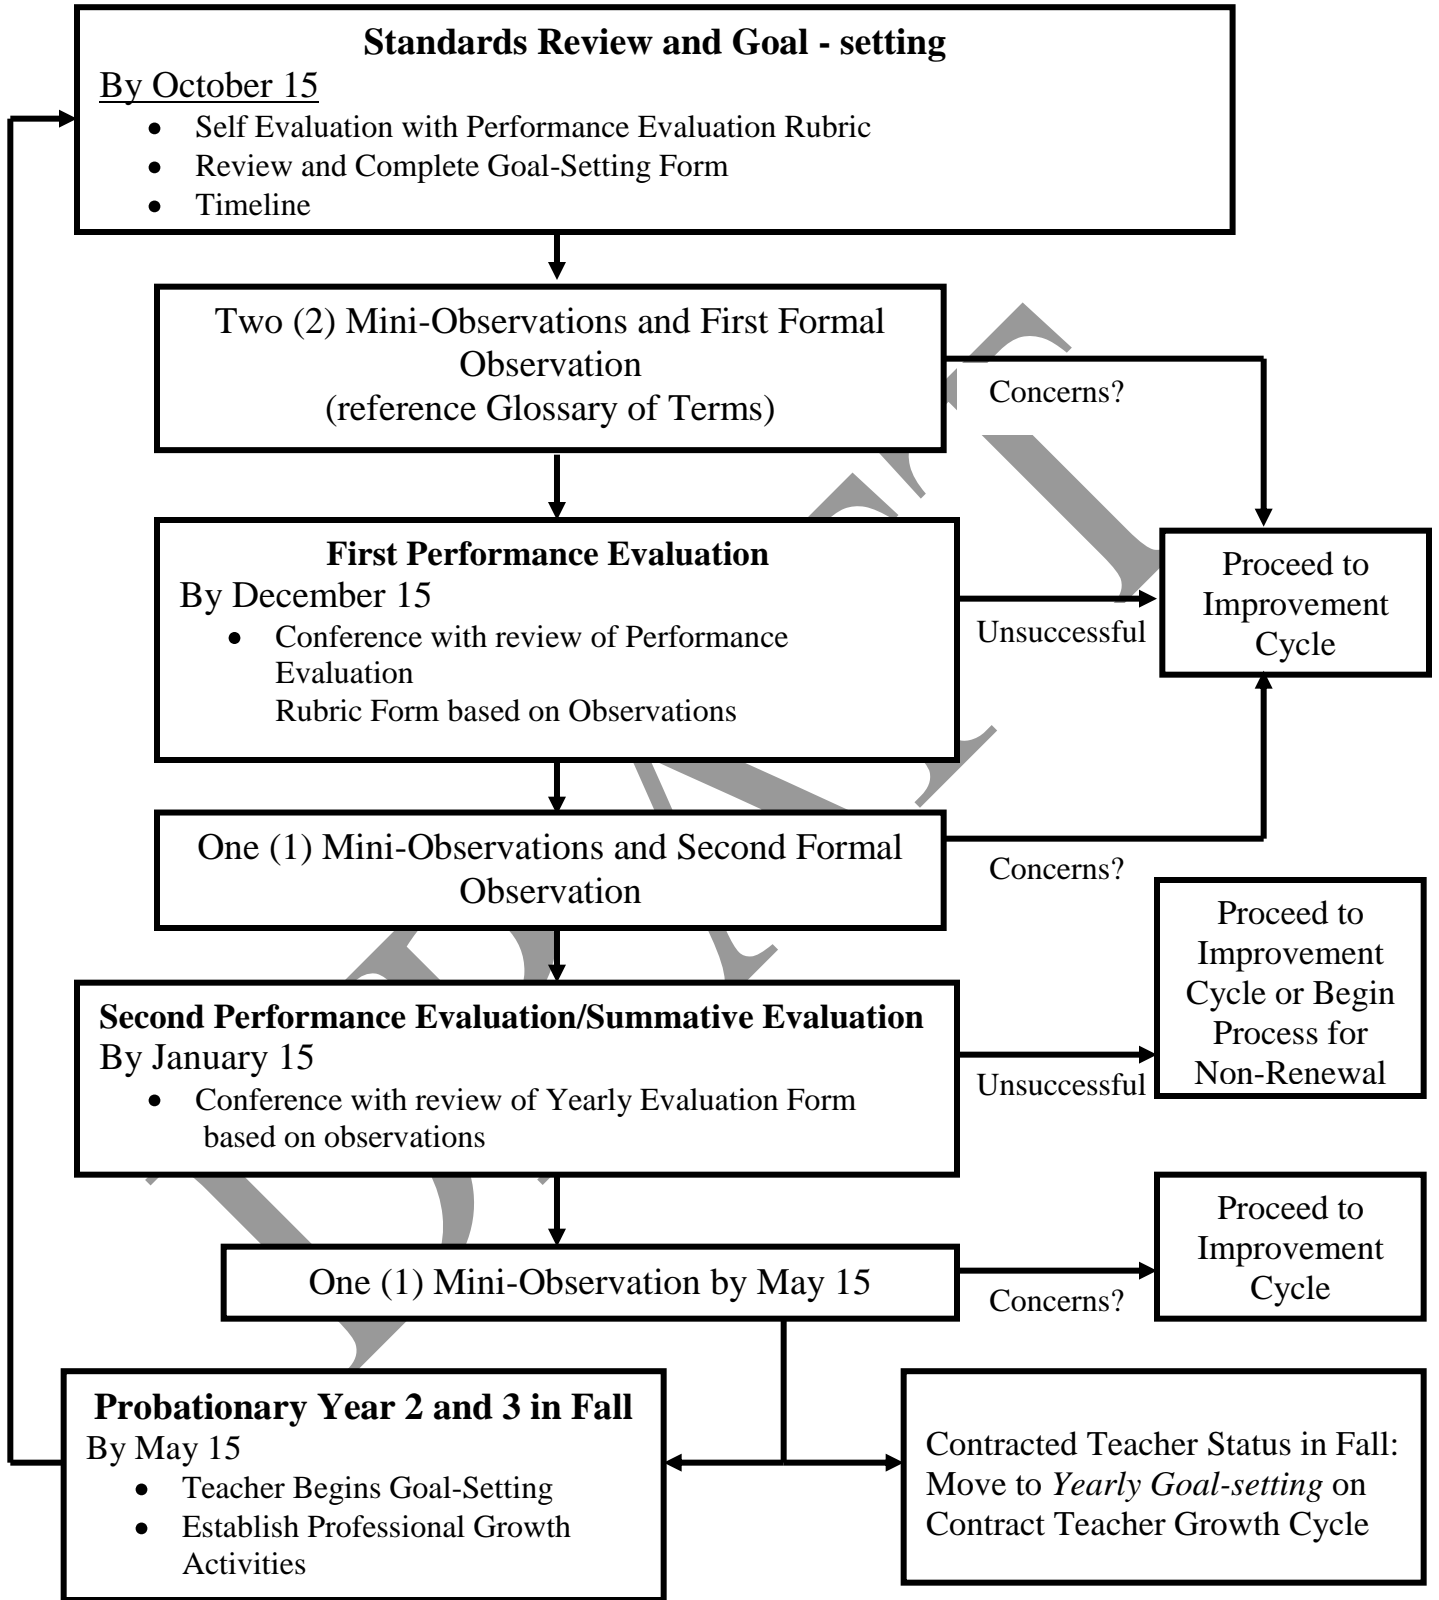 Standards Review and Goal - setting
By October 15
• Self Evaluation with Performance Evaluation Rubric
• Review and Complete Goal-Setting Form
• Timeline
Two (2) Mini-Observations and First Formal
Observation
(reference Glossary of Terms)
Concerns?
First Performance Evaluation
By December 15
• Conference with review of Performance
Evaluation
Rubric Form based on Observations
Unsuccessful
Proceed to
Improvement
Cycle
One (1) Mini-Observations and Second Formal
Observation
Concerns?
Second Performance Evaluation/Summative Evaluation
By January 15
• Conference with review of Yearly Evaluation Form
based on observations
Unsuccessful
Proceed to
Improvement
Cycle or Begin
Process for
Non-Renewal
One (1) Mini-Observation by May 15
Concerns?
Proceed to
Improvement
Cycle
Probationary Year 2 and 3 in Fall
By May 15
• Teacher Begins Goal-Setting
• Establish Professional Growth
Activities
Contracted Teacher Status in Fall:
Move to Yearly Goal-setting on
Contract Teacher Growth Cycle
DRAFT